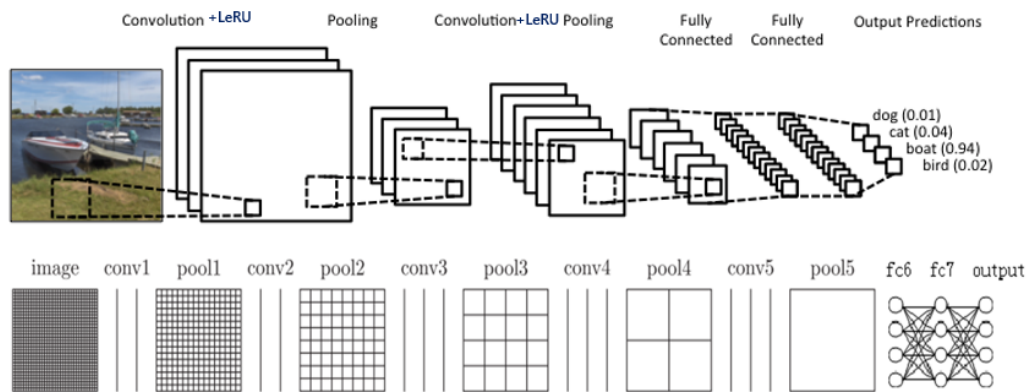 Convolution +LeRU Pooling Convolution+LeRU Pooling Fully Connected Fully Connected Output Predictions
dog (0.01)
cat (0.04)
boat (0.94)
bird (0.02)
image conv1 pool1 conv2 pool2 conv3 pool3 conv4 pool4 conv5 pool5 fc6 fc7 output